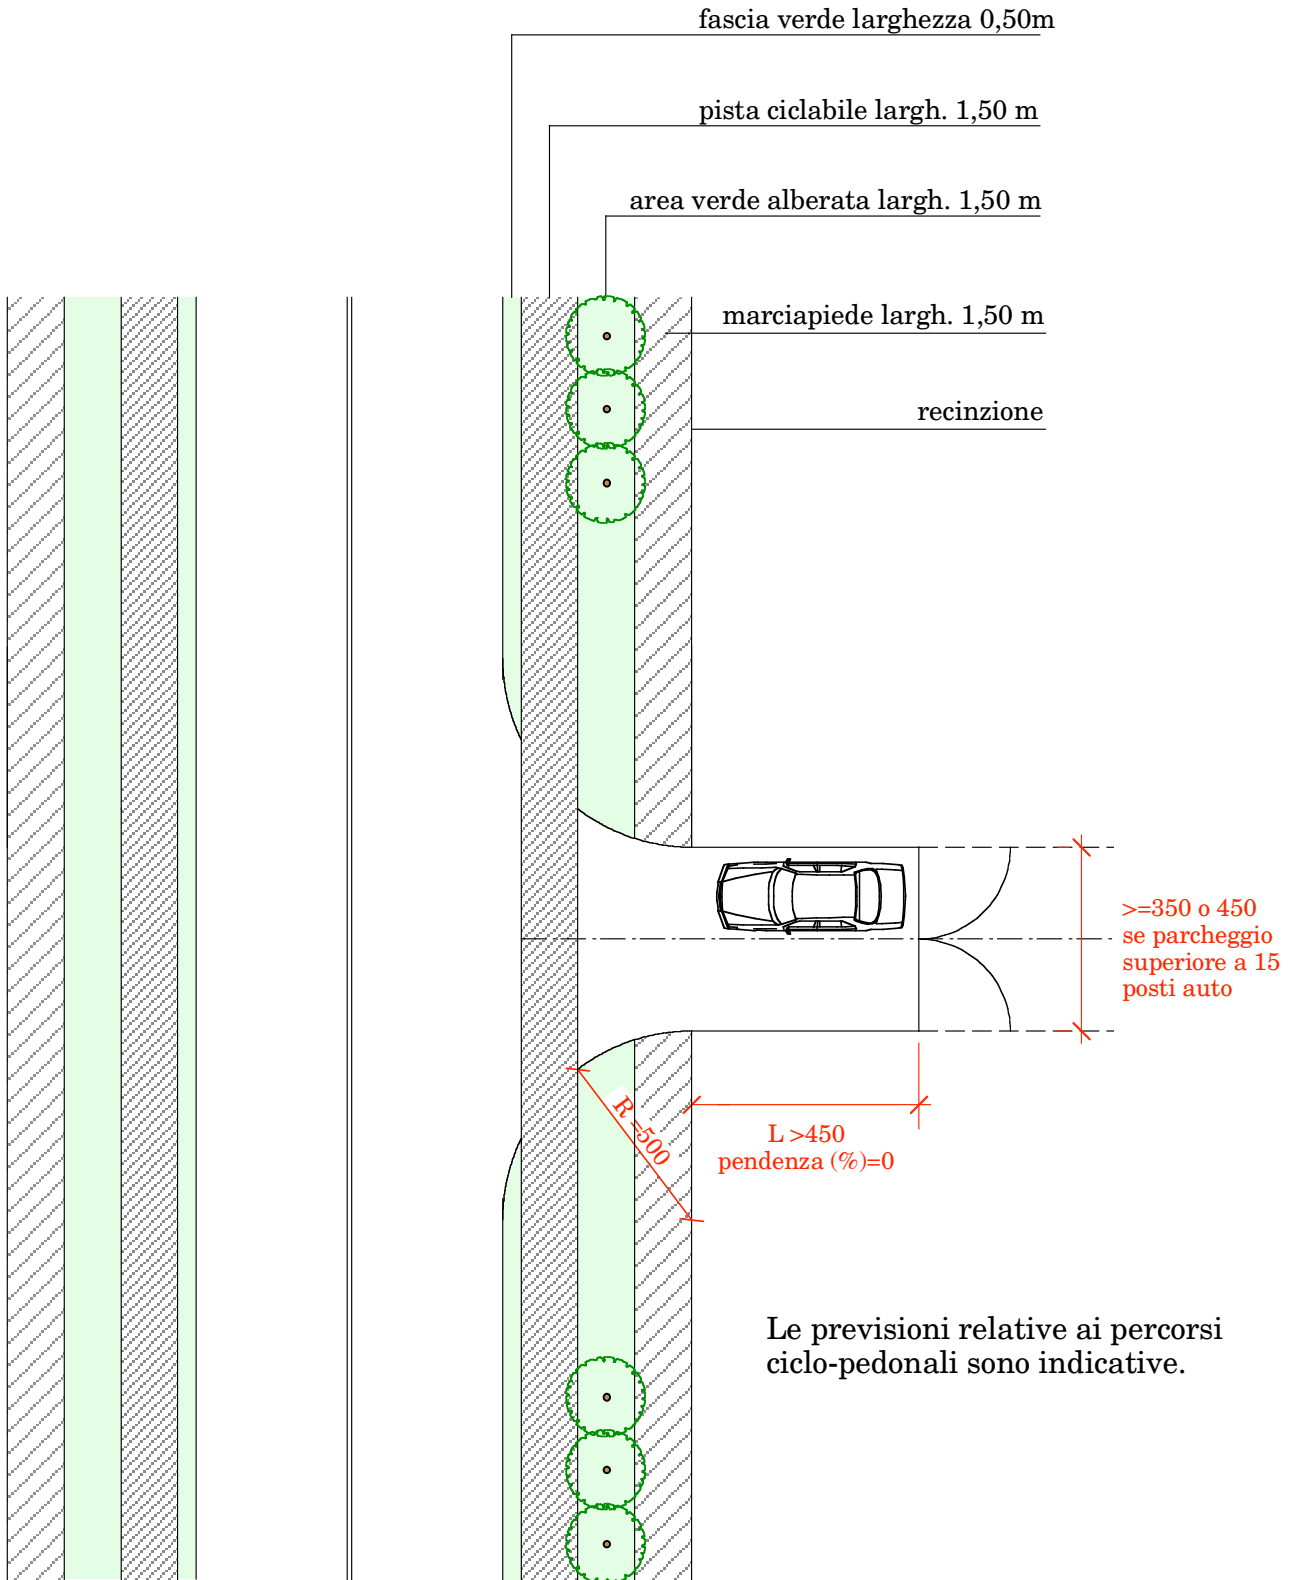 fascia verde larghezza 0,50m
pista ciclabile largh. 1,50 m
area verde alberata largh. 1,50 m
marciapiede largh. 1,50 m
recinzione
>=350 o 450
se parcheggio
superiore a 15
posti auto
R =500
L >450
pendenza (%)=0
Le previsioni relative ai percorsi
ciclo-pedonali sono indicative.